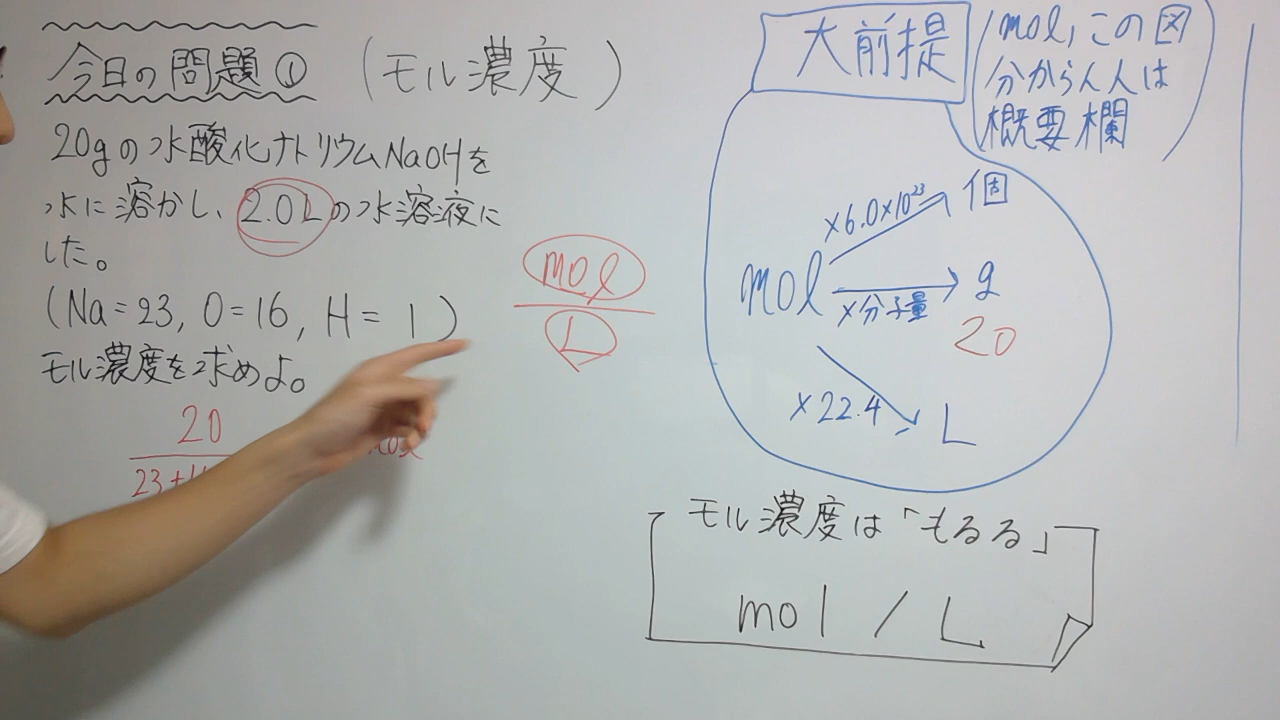 今日の問題①
(モル濃度)
20gの水酸化ナトリウムNaOHを
水に溶かし、2.0Lの水溶液に
した。
(Na=23, O=16, H= 1)
モル濃度を求めよ。
20
23+1
mol
L
大前提
(mol, この図
分からん人は
概要欄)
×6.0×10²³
個
mol
×分子量
g
20
×22.4
L
モル濃度は「もるる」
mol / L